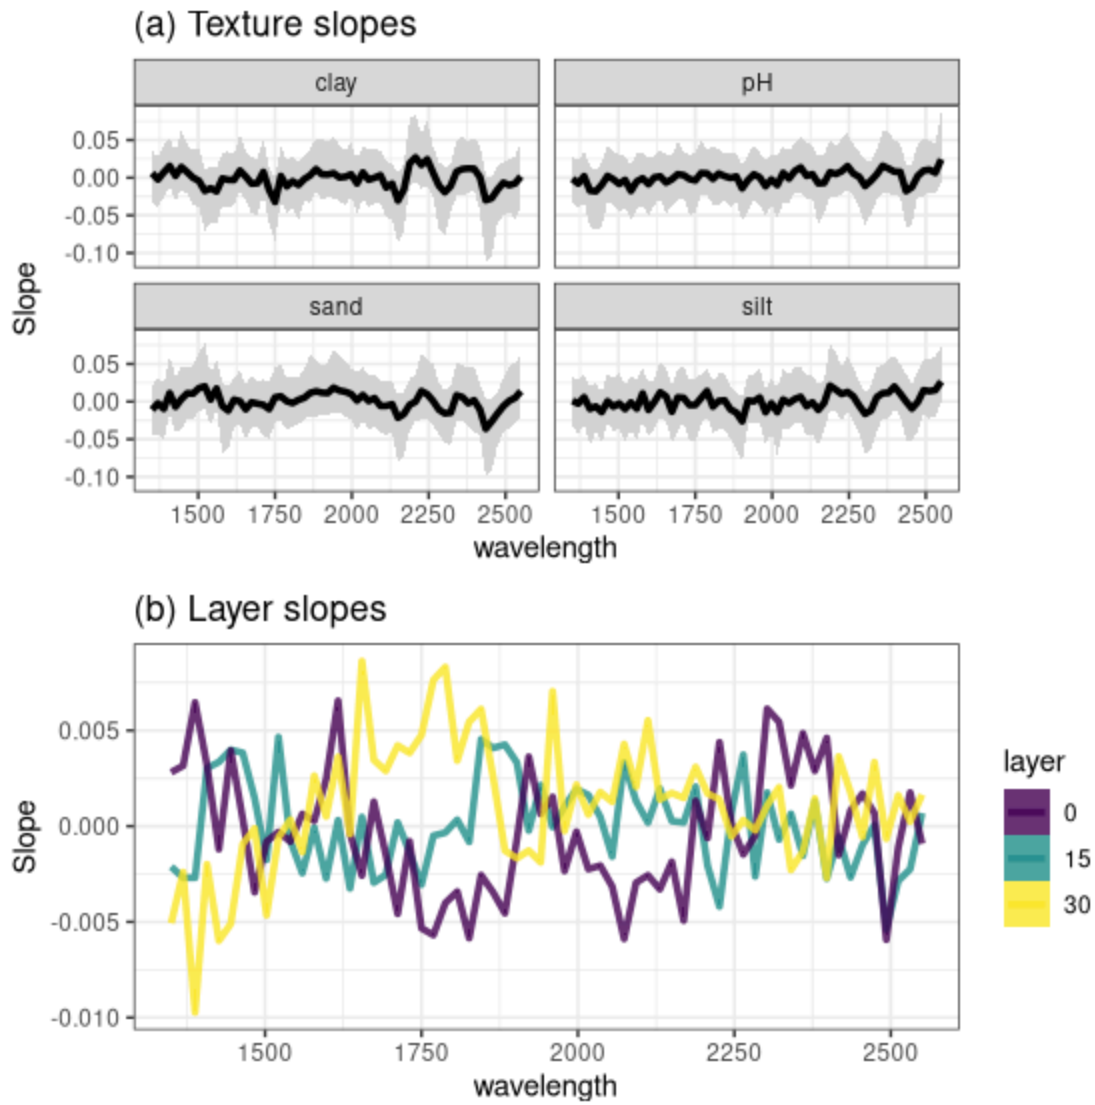 (a) Texture slopes
clay
pH
0.05
0.00
-0.05
-0.10
sand
silt
0.05
0.00
-0.05
-0.10
Slope
1500 1750 2000 2250 2500
1500 1750 2000 2250 2500
wavelength
(b) Layer slopes
0.005
0.000
-0.005
-0.010
Slope
1500 1750 2000 2250 2500
wavelength
layer
0
15
30